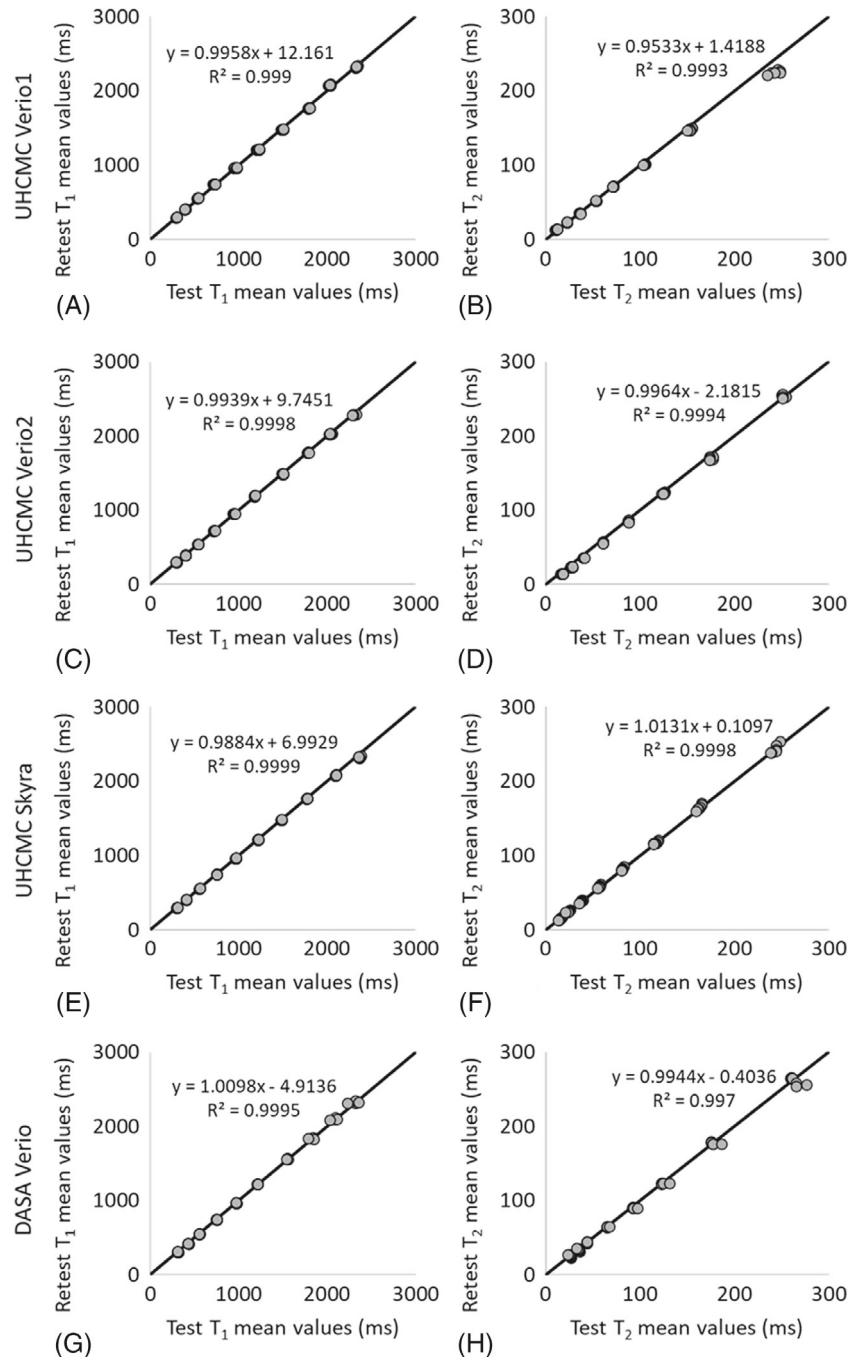 UHCMC Verio1
Retest T₁ mean values (ms)
3000
2000
1000
0
y = 0.9958x + 12.161
R² = 0.999
0 1000 2000 3000
Test T₁ mean values (ms)
(A)
Retest T₂ mean values (ms)
300
200
100
0
y = 0.9533x + 1.4188
R² = 0.9993
0 100 200 300
Test T₂ mean values (ms)
(B)
UHCMC Verio2
Retest T₁ mean values (ms)
3000
2000
1000
0
y = 0.9939x + 9.7451
R² = 0.9998
0 1000 2000 3000
Test T₁ mean values (ms)
(C)
Retest T₂ mean values (ms)
300
200
100
0
y = 0.9964x - 2.1815
R² = 0.9994
0 100 200 300
Test T₂ mean values (ms)
(D)
UHCMC Skyra
Retest T₁ mean values (ms)
3000
2000
1000
0
y = 0.9884x + 6.9929
R² = 0.9999
0 1000 2000 3000
Test T₁ mean values (ms)
(E)
Retest T₂ mean values (ms)
300
200
100
0
y = 1.0131x + 0.1097
R² = 0.9998
0 100 200 300
Test T₂ mean values (ms)
(F)
DASA Verio
Retest T₁ mean values (ms)
3000
2000
1000
0
y = 1.0098x - 4.9136
R² = 0.9995
0 1000 2000 3000
Test T₁ mean values (ms)
(G)
Retest T₂ mean values (ms)
300
200
100
0
y = 0.9944x - 0.4036
R² = 0.997
0 100 200 300
Test T₂ mean values (ms)
(H)